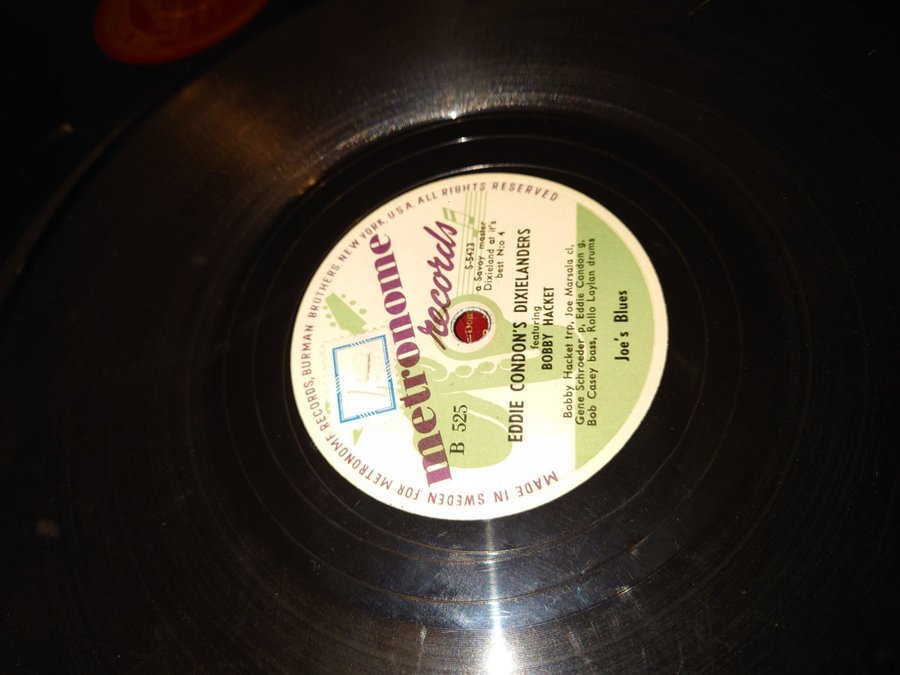 MADE IN SWEDEN FOR METRONOME RECORDS, BURMAN BROTHERS, NEW YORK, U.S.A. ALL RIGHTS RESERVED
metronome
records
B 525
S-5423
a Savoy master
Dixieland at it's
best N:o 4
EDDIE CONDON'S DIXIELANDERS
featuring
BOBBY HACKET
Bobby Hacket trp, Joe Marsala cl,
Gene Schroeder p, Eddie Condon g,
Bob Casey bass, Rollo Laylan drums
Joe's Blues